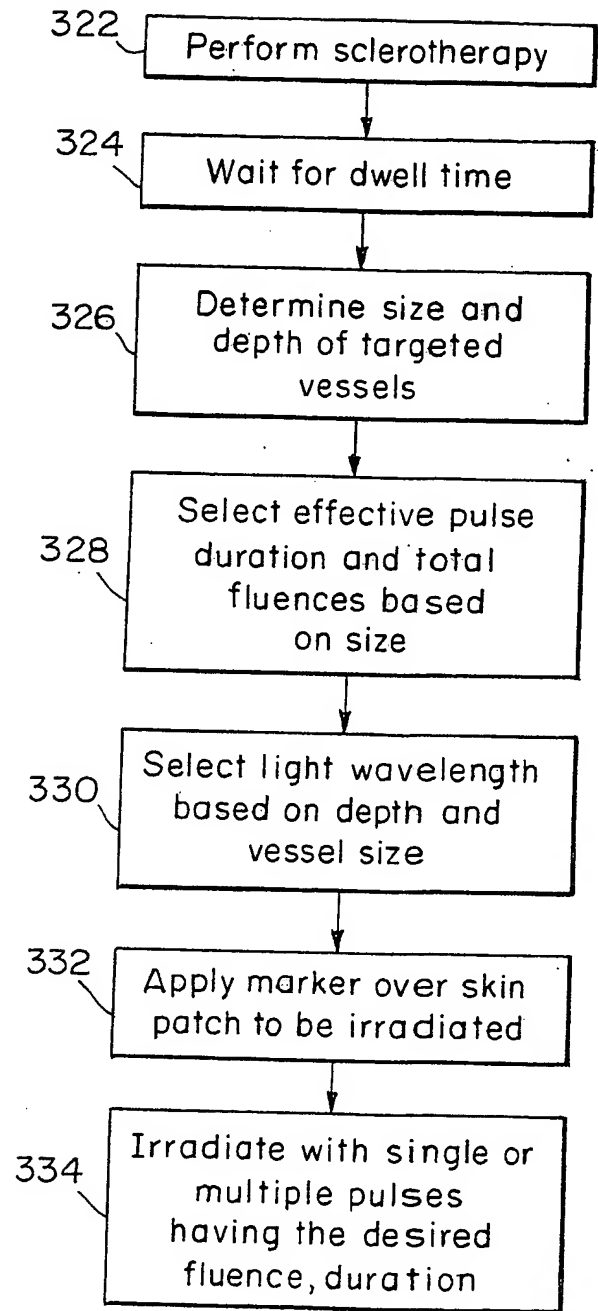 322
Perform sclerotherapy
324
Wait for dwell time
326
Determine size and
depth of targeted
vessels
328
Select effective pulse
duration and total
fluences based
on size
330
Select light wavelength
based on depth and
vessel size
332
Apply marker over skin
patch to be irradiated
334
Irradiate with single or
multiple pulses
having the desired
fluence, duration